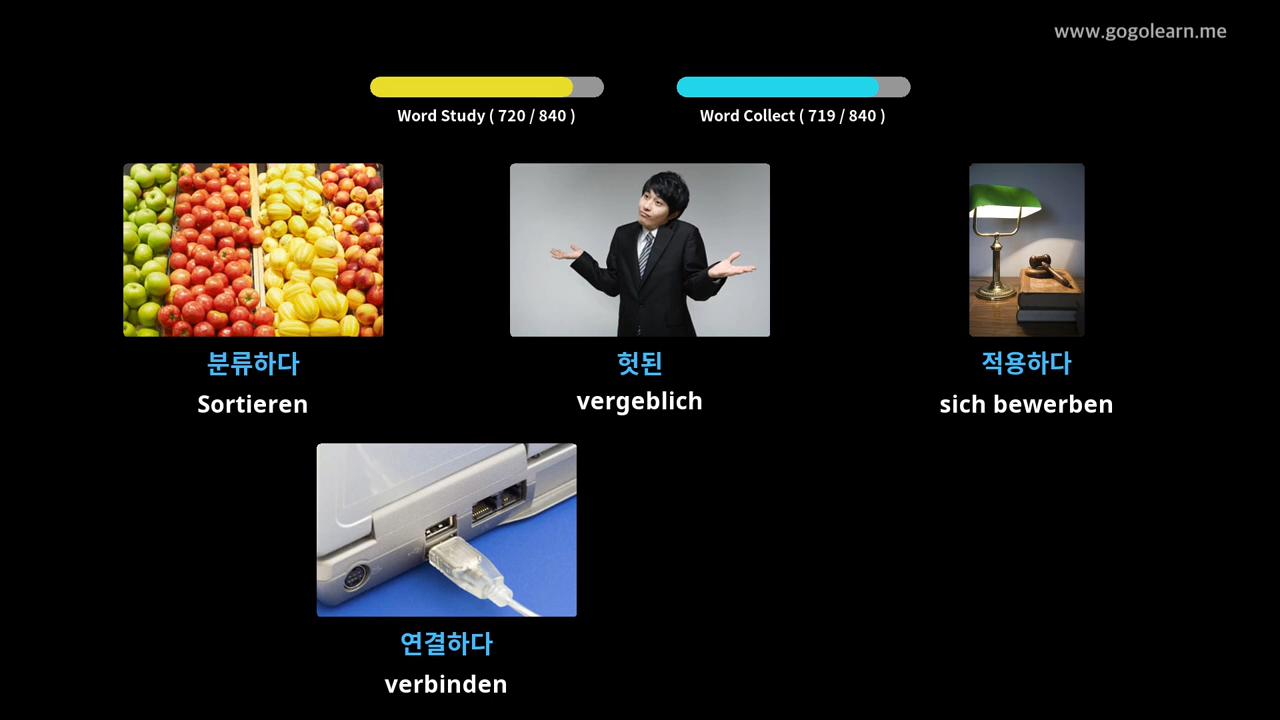 www.gogolearn.me
Word Study ( 720 / 840 )
Word Collect ( 719 / 840 )
분류하다
Sortieren
헛된
vergeblich
적용하다
sich bewerben
연결하다
verbinden